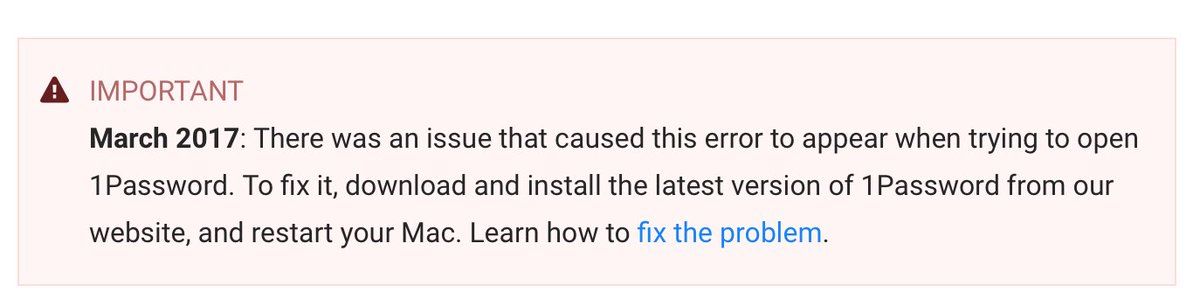 IMPORTANT
March 2017: There was an issue that caused this error to appear when trying to open
1Password. To fix it, download and install the latest version of 1Password from our
website, and restart your Mac. Learn how to fix the problem.